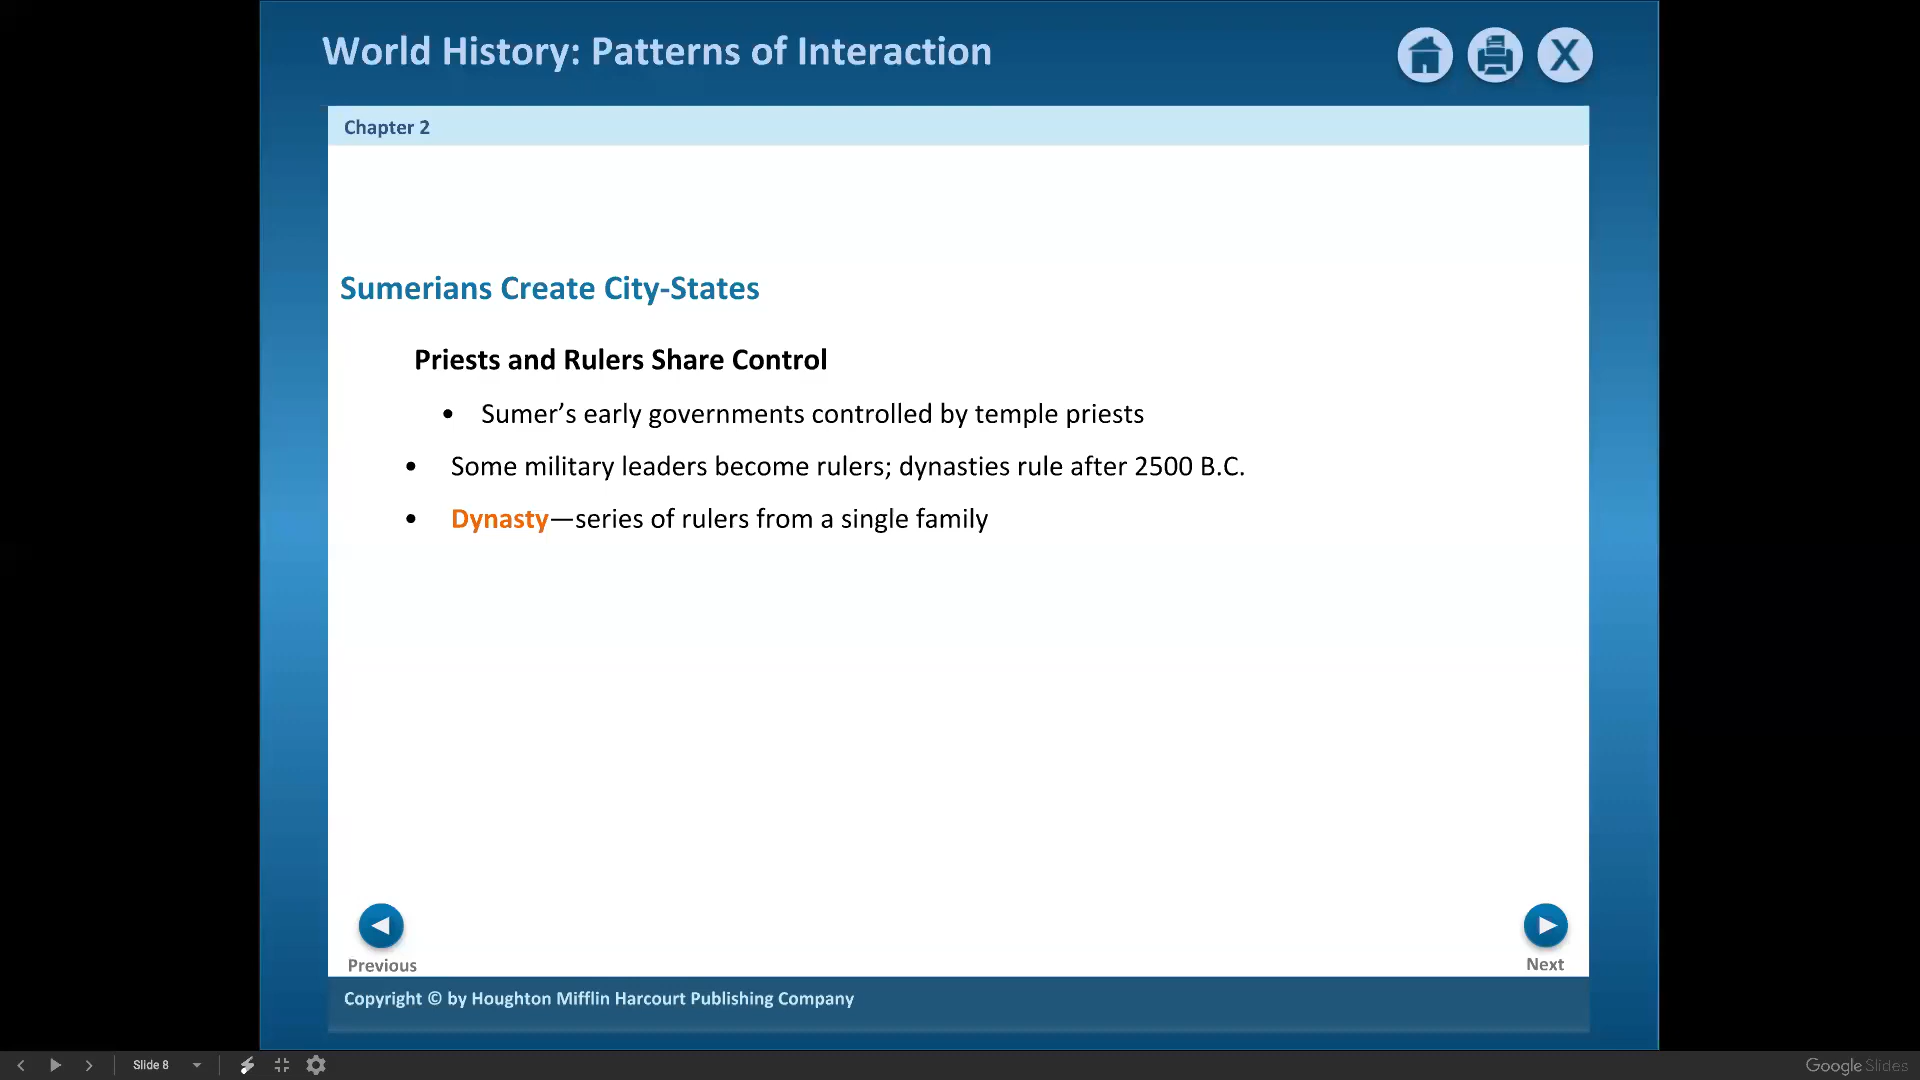 World History: Patterns of Interaction
X
Chapter 2
Sumerians Create City-States
Priests and Rulers Share Control
• Sumer’s early governments controlled by temple priests
• Some military leaders become rulers; dynasties rule after 2500 B.C.
• Dynasty—series of rulers from a single family
Previous
Next
Copyright © by Houghton Mifflin Harcourt Publishing Company
Slide 8
Google Slides